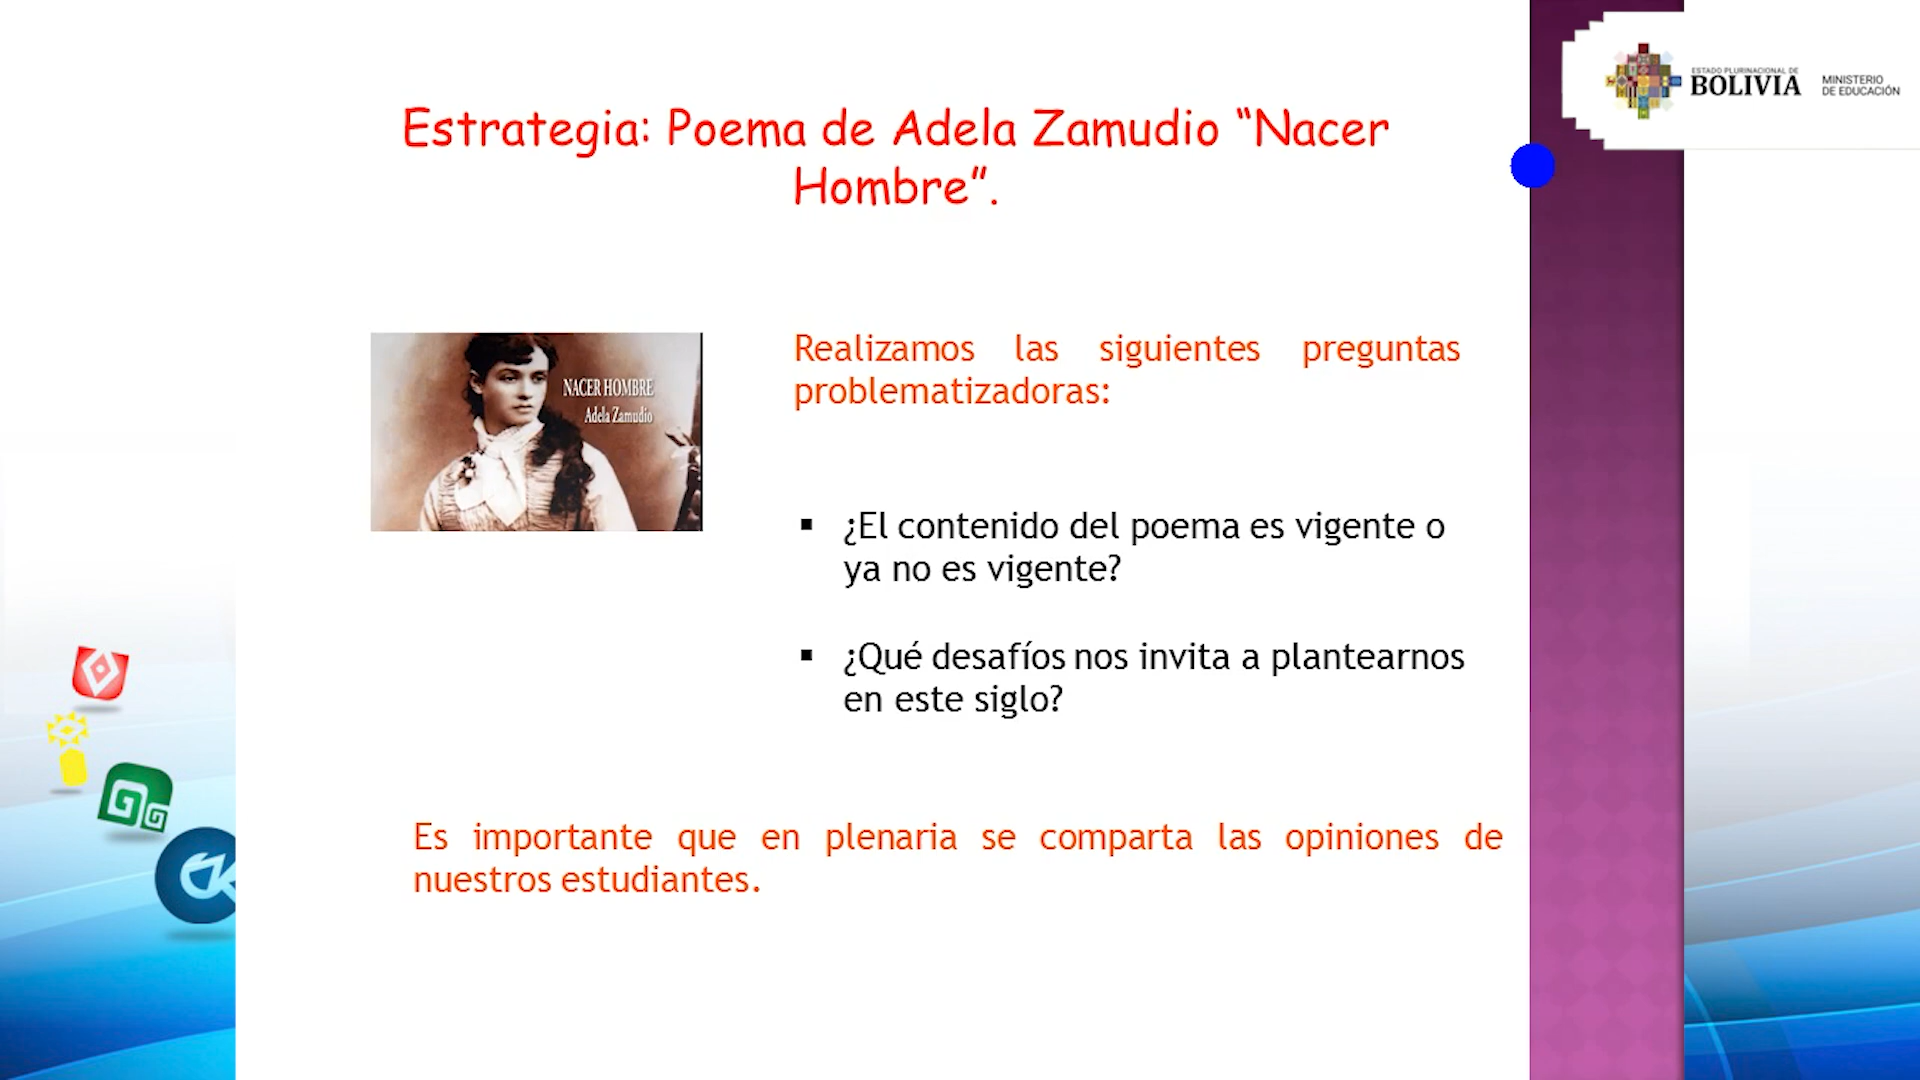 ESTADO PLURINACIONAL DE
BOLIVIA
MINISTERIO
DE EDUCACIÓN
Estrategia: Poema de Adela Zamudio “Nacer
Hombre”.
NACER HOMBRE
Adela Zamudio
Realizamos las siguientes preguntas
problematizadoras:
▪ ¿El contenido del poema es vigente o
ya no es vigente?
▪ ¿Qué desafíos nos invita a plantearnos
en este siglo?
Es importante que en plenaria se comparta las opiniones de
nuestros estudiantes.